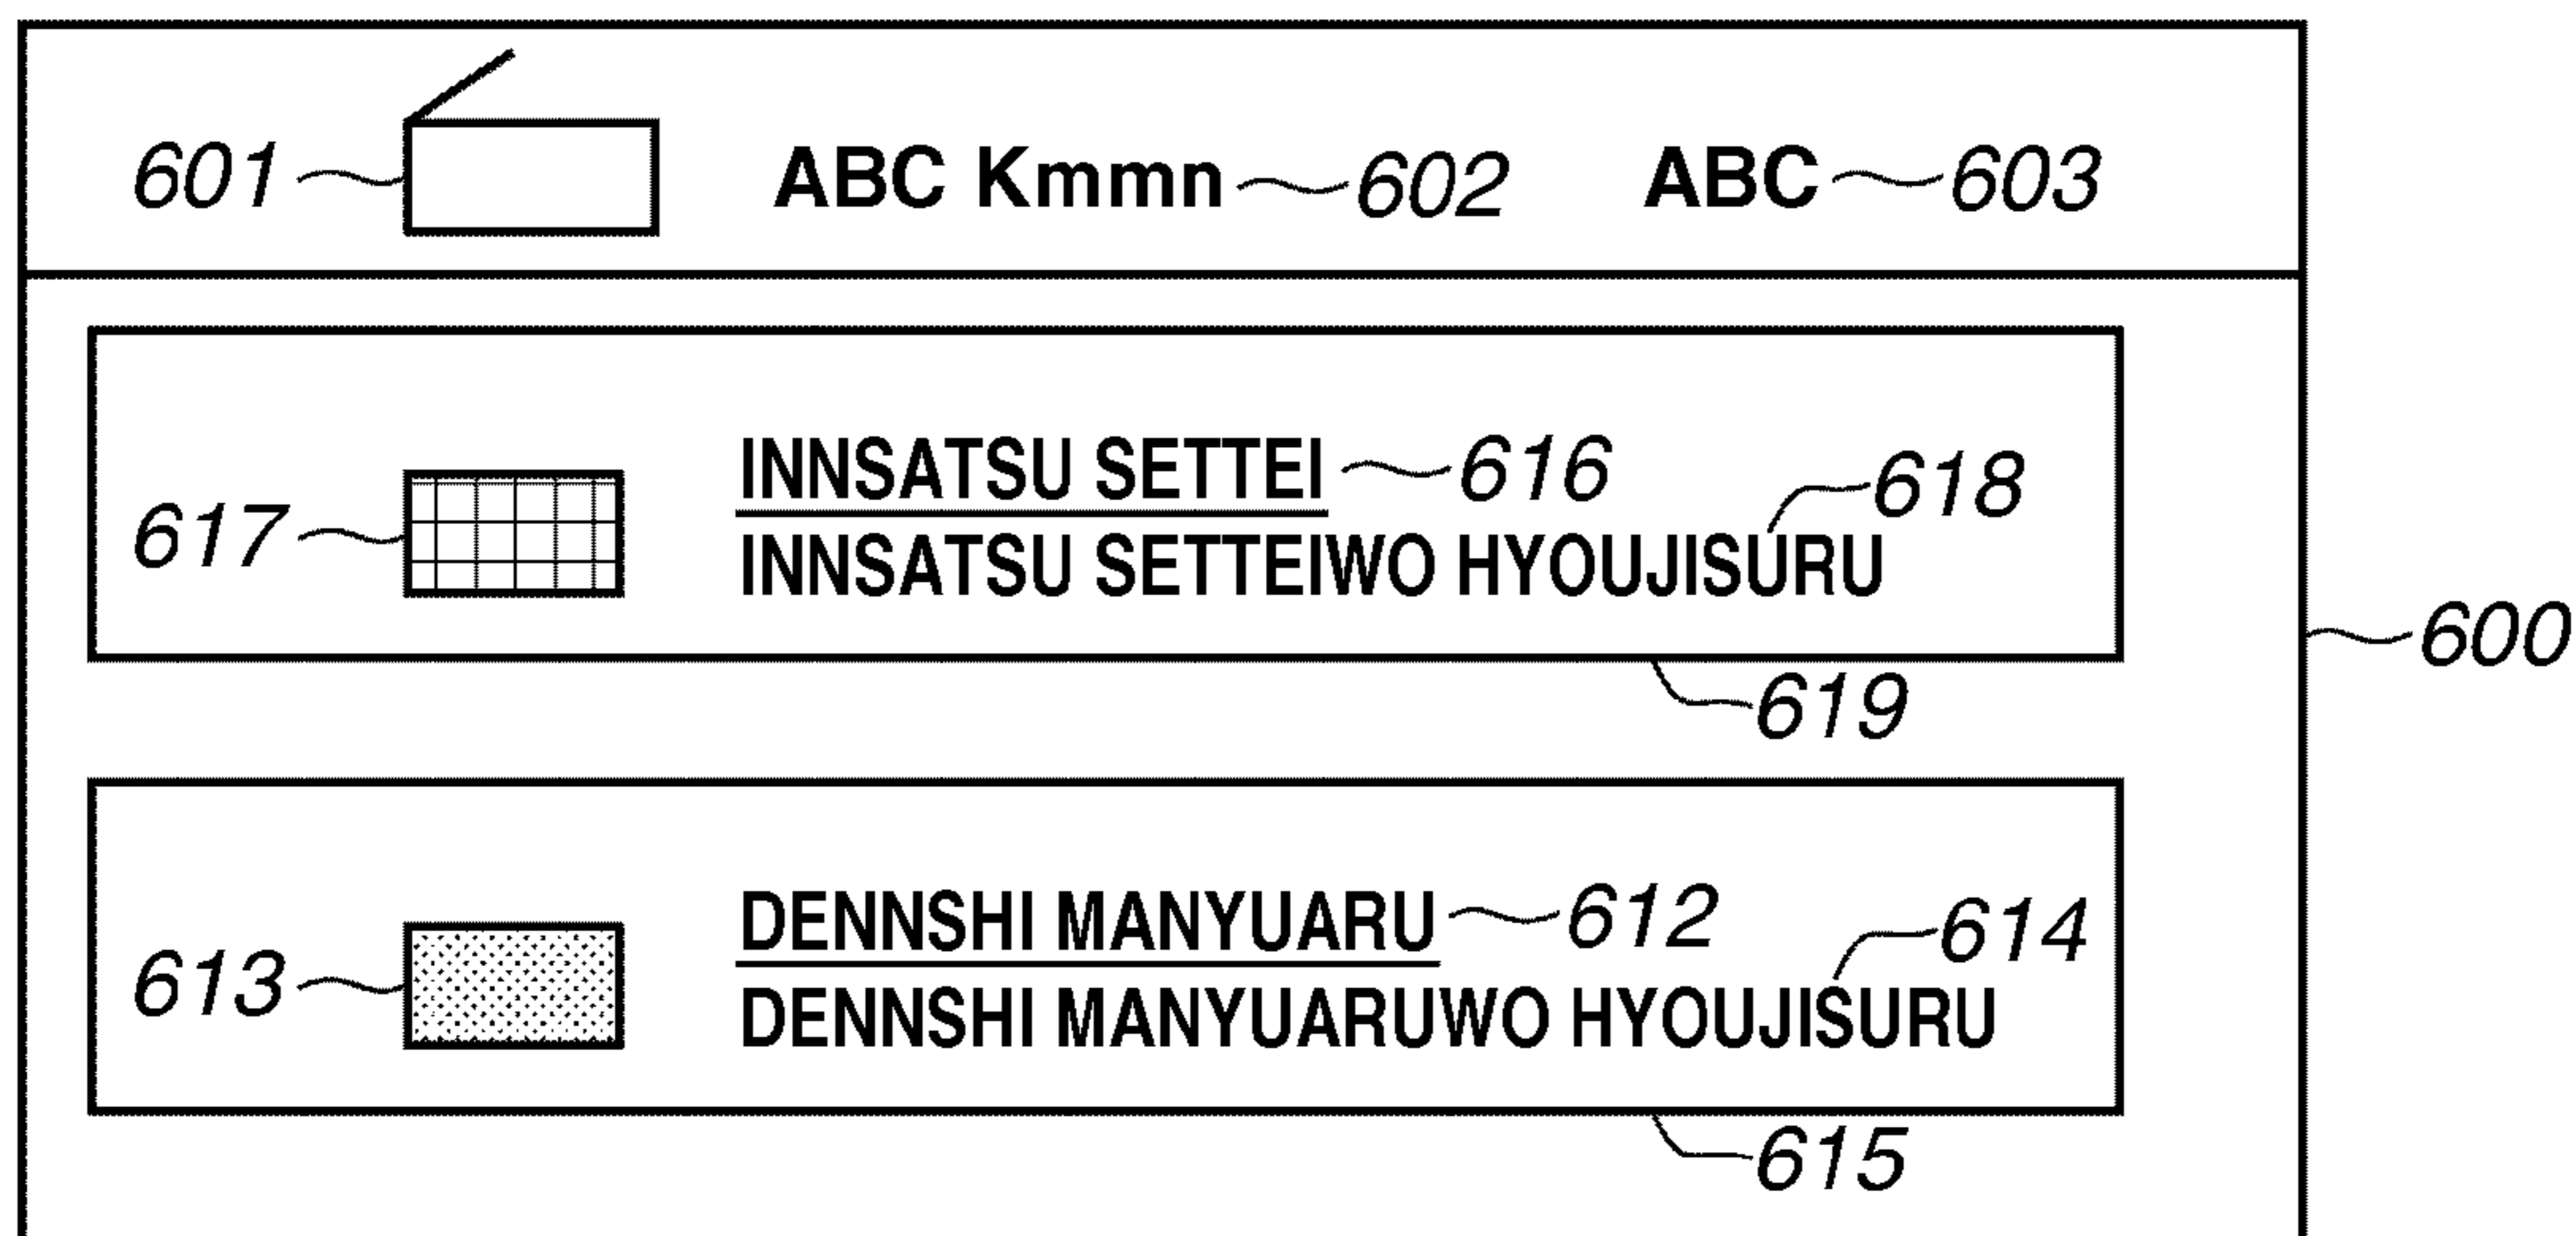 601 ABC Kmmn 602 ABC 603
INNSATSU SETTEI 616 618
617 INNSATSU SETTEIWO HYOUJISURU
600
619
DENNSHI MANYUARU 612 614
613 DENNSHI MANYUARUWO HYOUJISURU
615